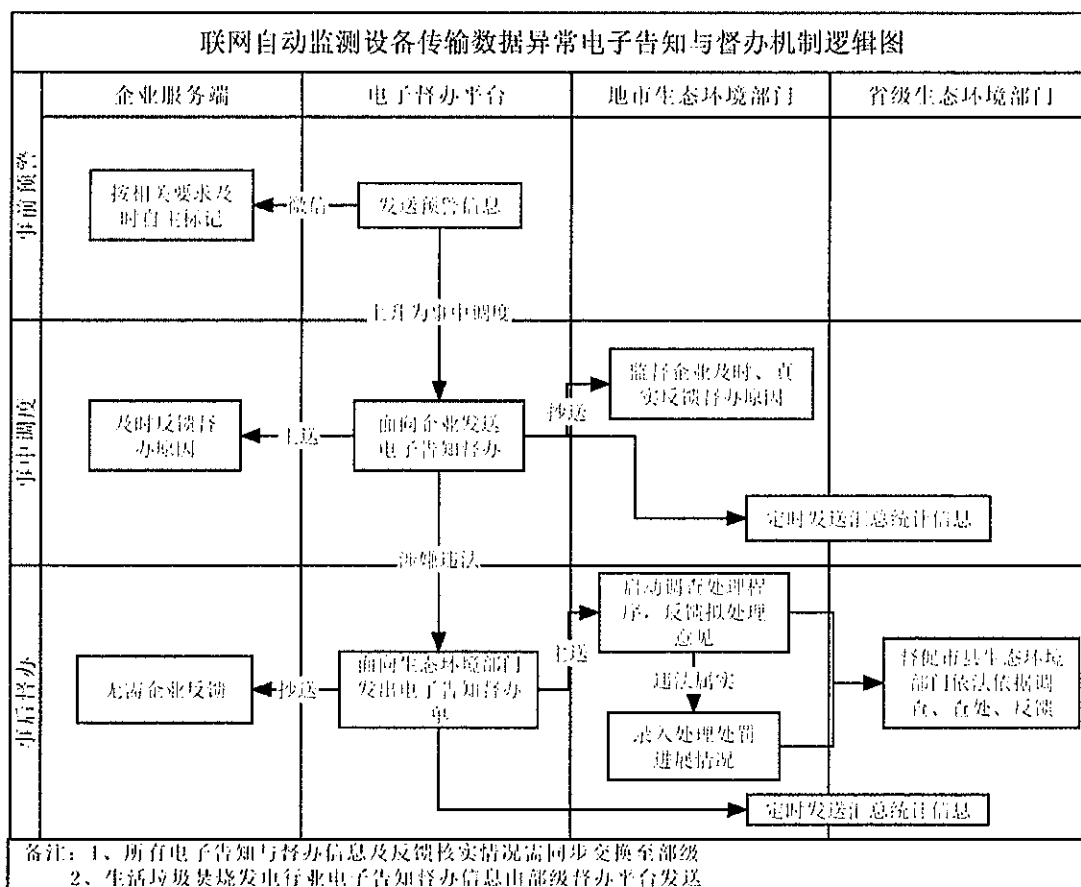 联网自动监测设备传输数据异常电子告知与督办机制逻辑图
企业服务端
电子督办平台
地市生态环境部门
省级生态环境部门
事前预警
按相关要求及
时自主标记
微信
发送预警信息
上升为事中调度
事中调度
及时反馈督
办原因
主送
面向企业发送
电子告知督办
抄送
监督企业及时、真
实反馈督办原因
定时发送汇总统计信息
涉嫌违法
事后督办
无需企业反馈
抄送
面向生态环境部门
发出电子告知督办
单
主送
启动调查处理程
序，反馈拟处理
意见
违法属实
录入处理处罚
进展情况
督促市县生态环境
部门依法依据调
查、查处、反馈
定时发送汇总统计信息
备注：1、所有电子告知与督办信息及反馈核实情况需同步交换至部级
2、生活垃圾焚烧发电行业电子告知督办信息由部级督办平台发送